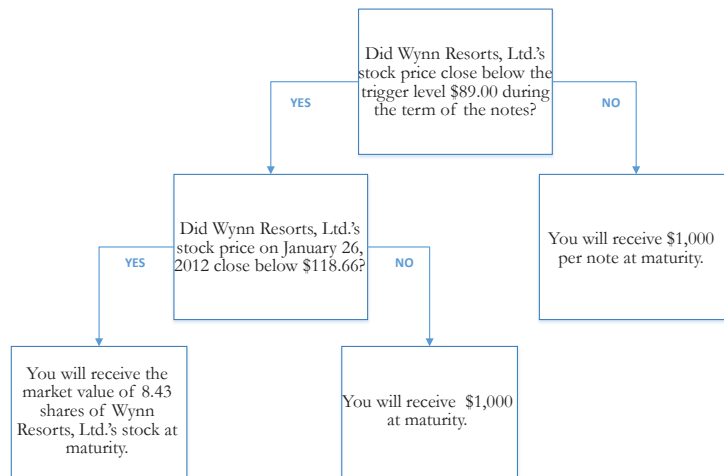 Did Wynn Resorts, Ltd.'s
stock price close below the
trigger level $89.00 during
the term of the notes?
YES
NO
Did Wynn Resorts, Ltd.'s
stock price on January 26,
2012 close below $118.66?
You will receive $1,000
per note at maturity.
YES
NO
You will receive the
market value of 8.43
shares of Wynn
Resorts, Ltd.'s stock at
maturity.
You will receive $1,000
at maturity.